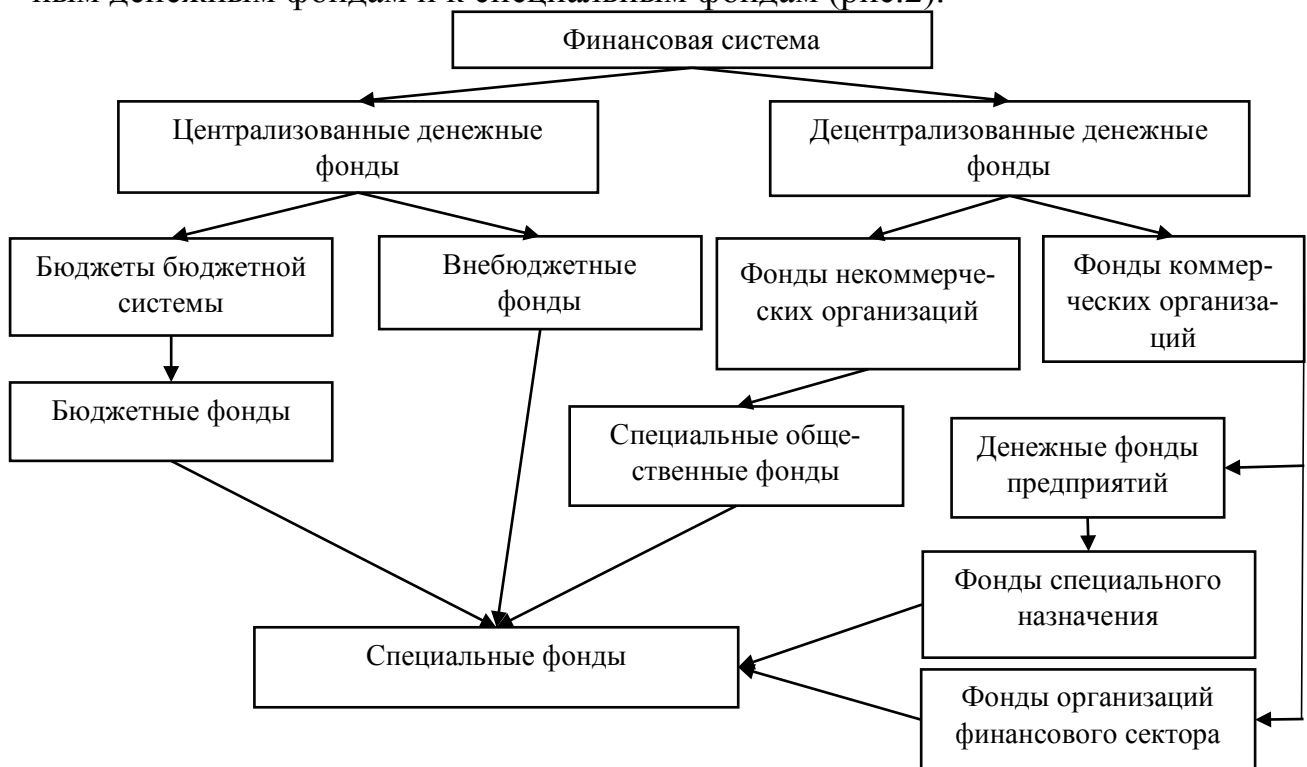 ным денежным фондам и к специальным фондам (рис.2).
Финансовая система
Централизованные денежные
фонды
Децентрализованные денежные
фонды
Бюджеты бюджетной
системы
Внебюджетные
фонды
Фонды некоммерче-
ских организаций
Фонды коммер-
ческих организа-
ций
Бюджетные фонды
Специальные обще-
ственные фонды
Денежные фонды
предприятий
Фонды специального
назначения
Специальные фонды
Фонды организаций
финансового сектора